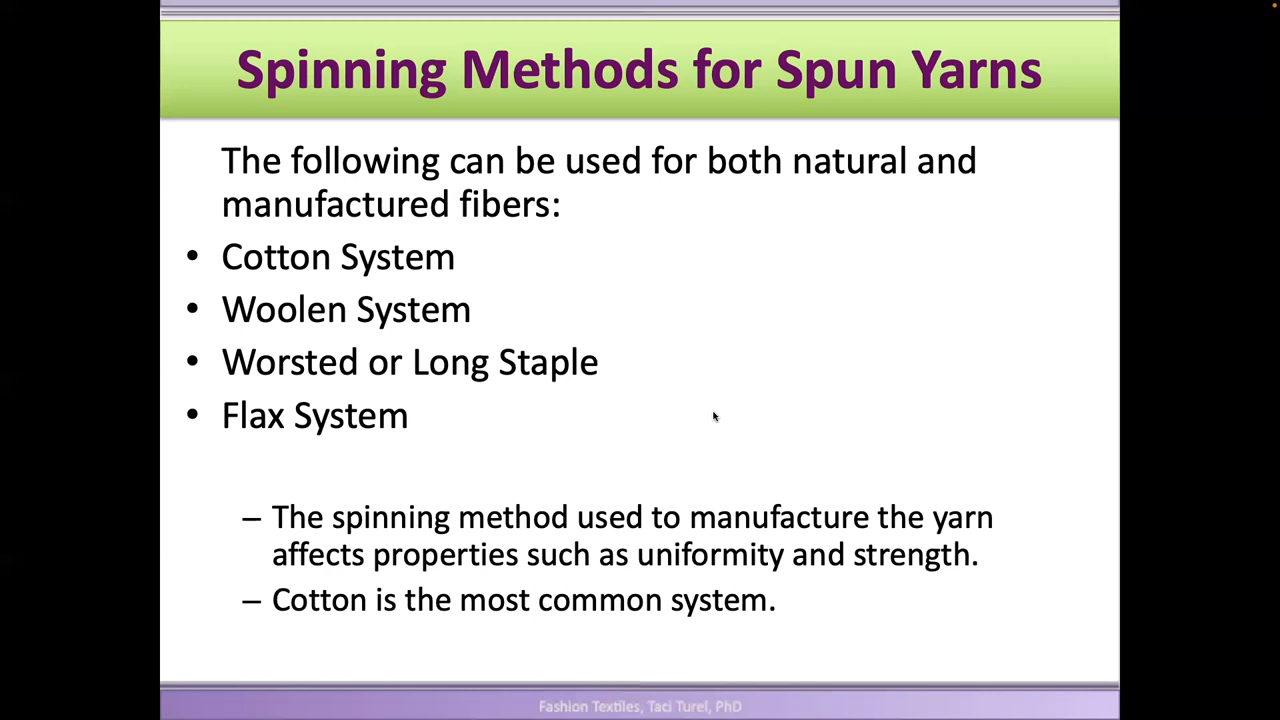 Spinning Methods for Spun Yarns
The following can be used for both natural and
manufactured fibers:
• Cotton System
• Woolen System
• Worsted or Long Staple
• Flax System
– The spinning method used to manufacture the yarn
affects properties such as uniformity and strength.
– Cotton is the most common system.
Fashion Textiles, Taci Turel, PhD